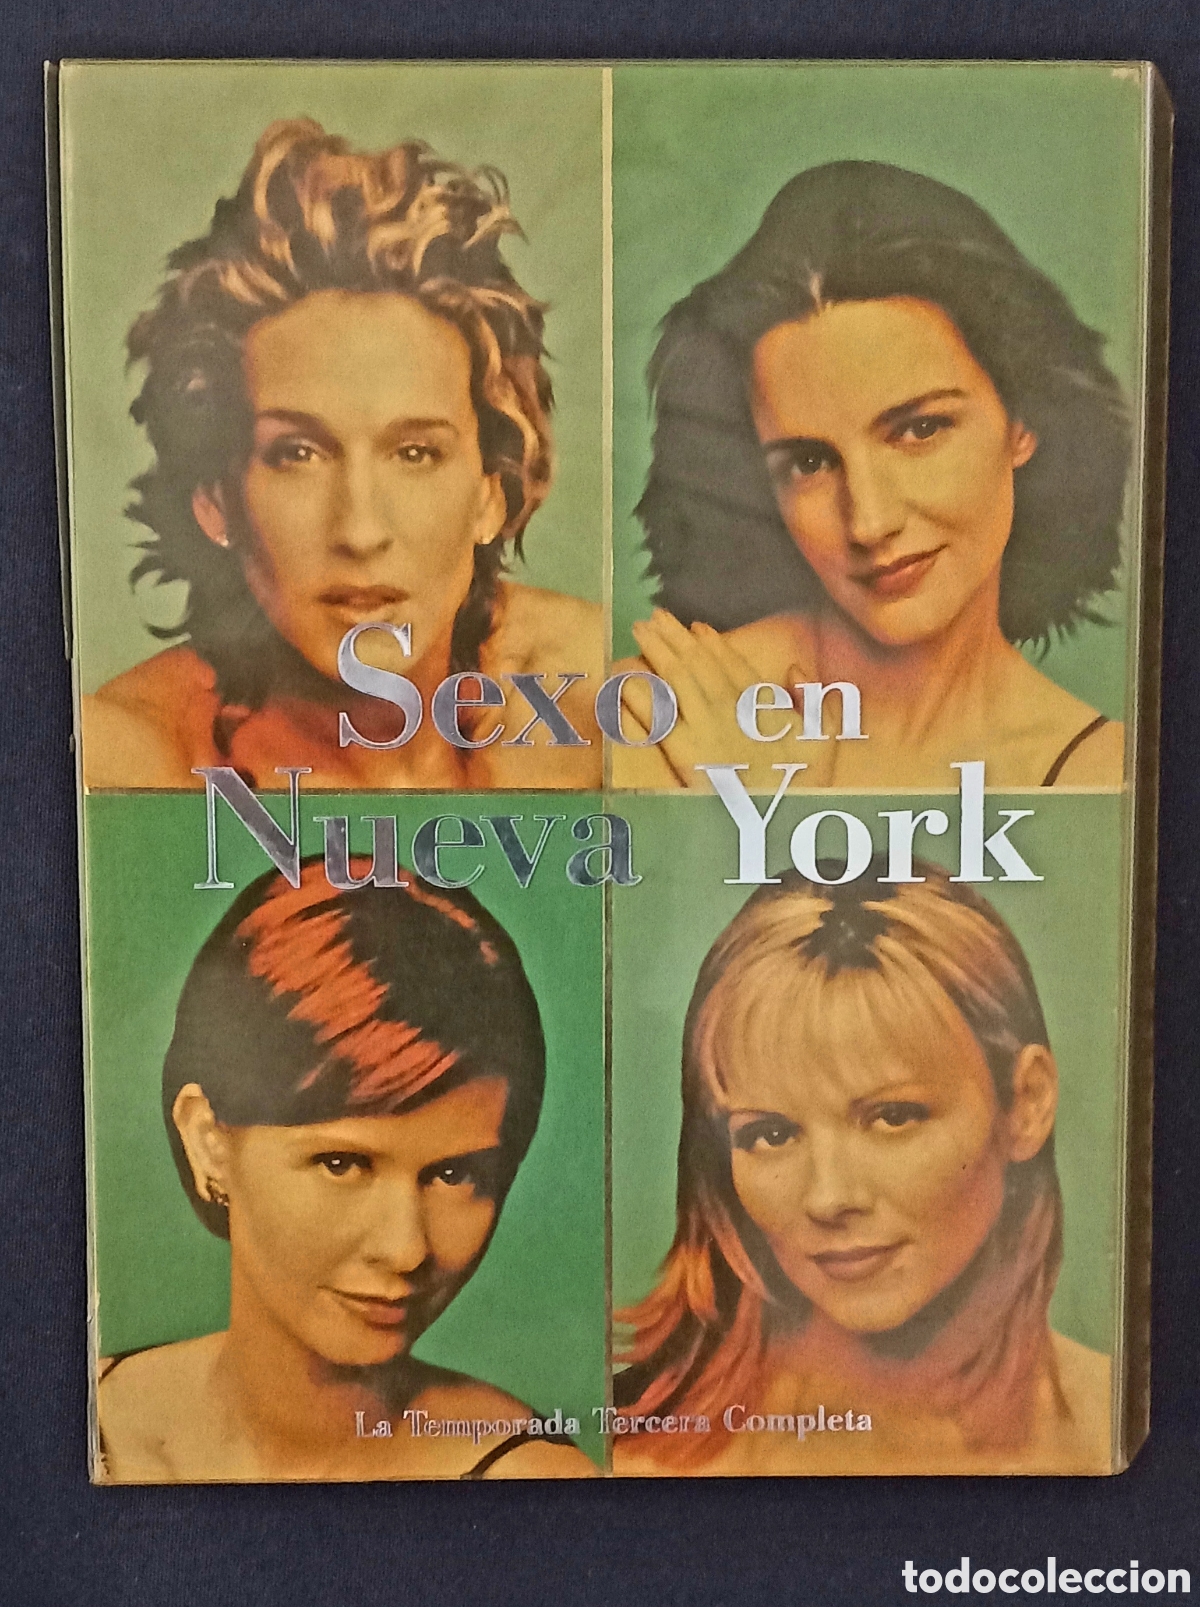 Sexo en
Nueva York
La Temporada Tercera Completa
todocoleccion